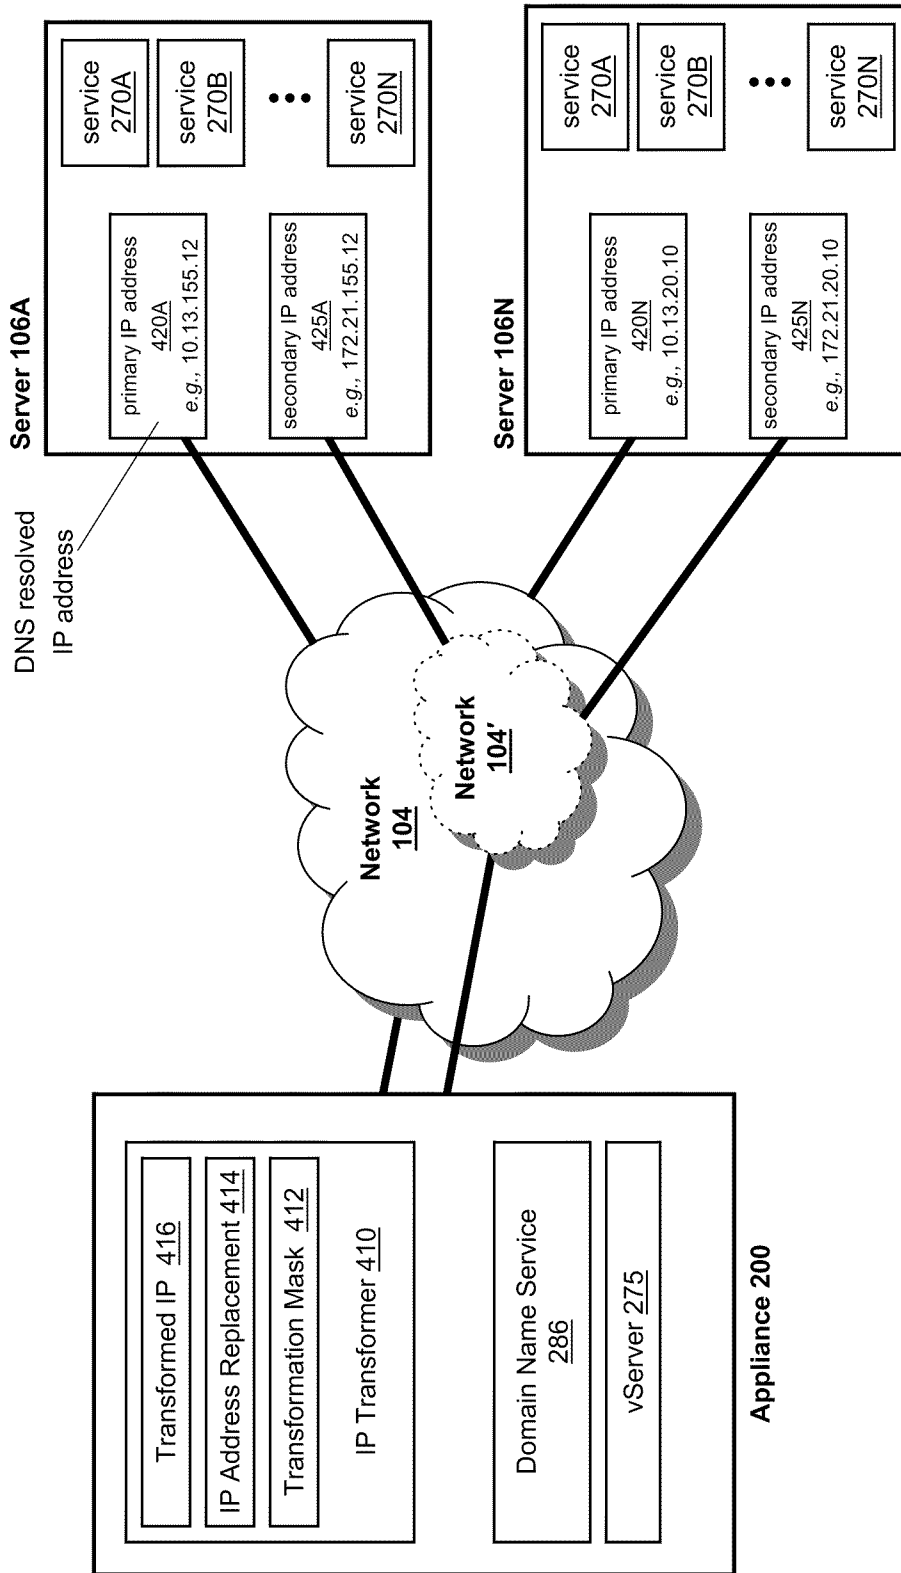 Server 106A
service
270A
service
270B
•••
service
270N
primary IP address
420A
e.g., 10.13.155.12
secondary IP address
425A
e.g., 172.21.155.12
DNS resolved
IP address
Server 106N
service
270A
service
270B
•••
service
270N
primary IP address
420N
e.g., 10.13.20.10
secondary IP address
425N
e.g., 172.21.20.10
Network
104
Network
104'
Transformed IP 416
IP Address Replacement 414
Transformation Mask 412
IP Transformer 410
Domain Name Service
286
vServer 275
Appliance 200